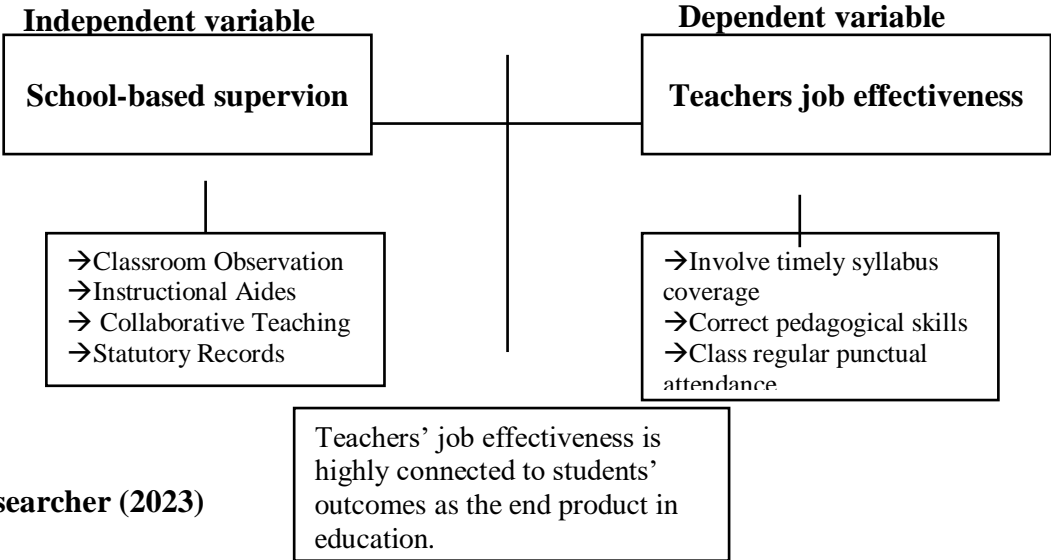 Independent variable
Dependent variable
School-based supervion
Teachers job effectiveness
→Classroom Observation
→Instructional Aides
→ Collaborative Teaching
→Statutory Records
→Involve timely syllabus
coverage
→Correct pedagogical skills
→Class regular punctual
attendance
Teachers’ job effectiveness is
highly connected to students’
outcomes as the end product in
education.
searcher (2023)